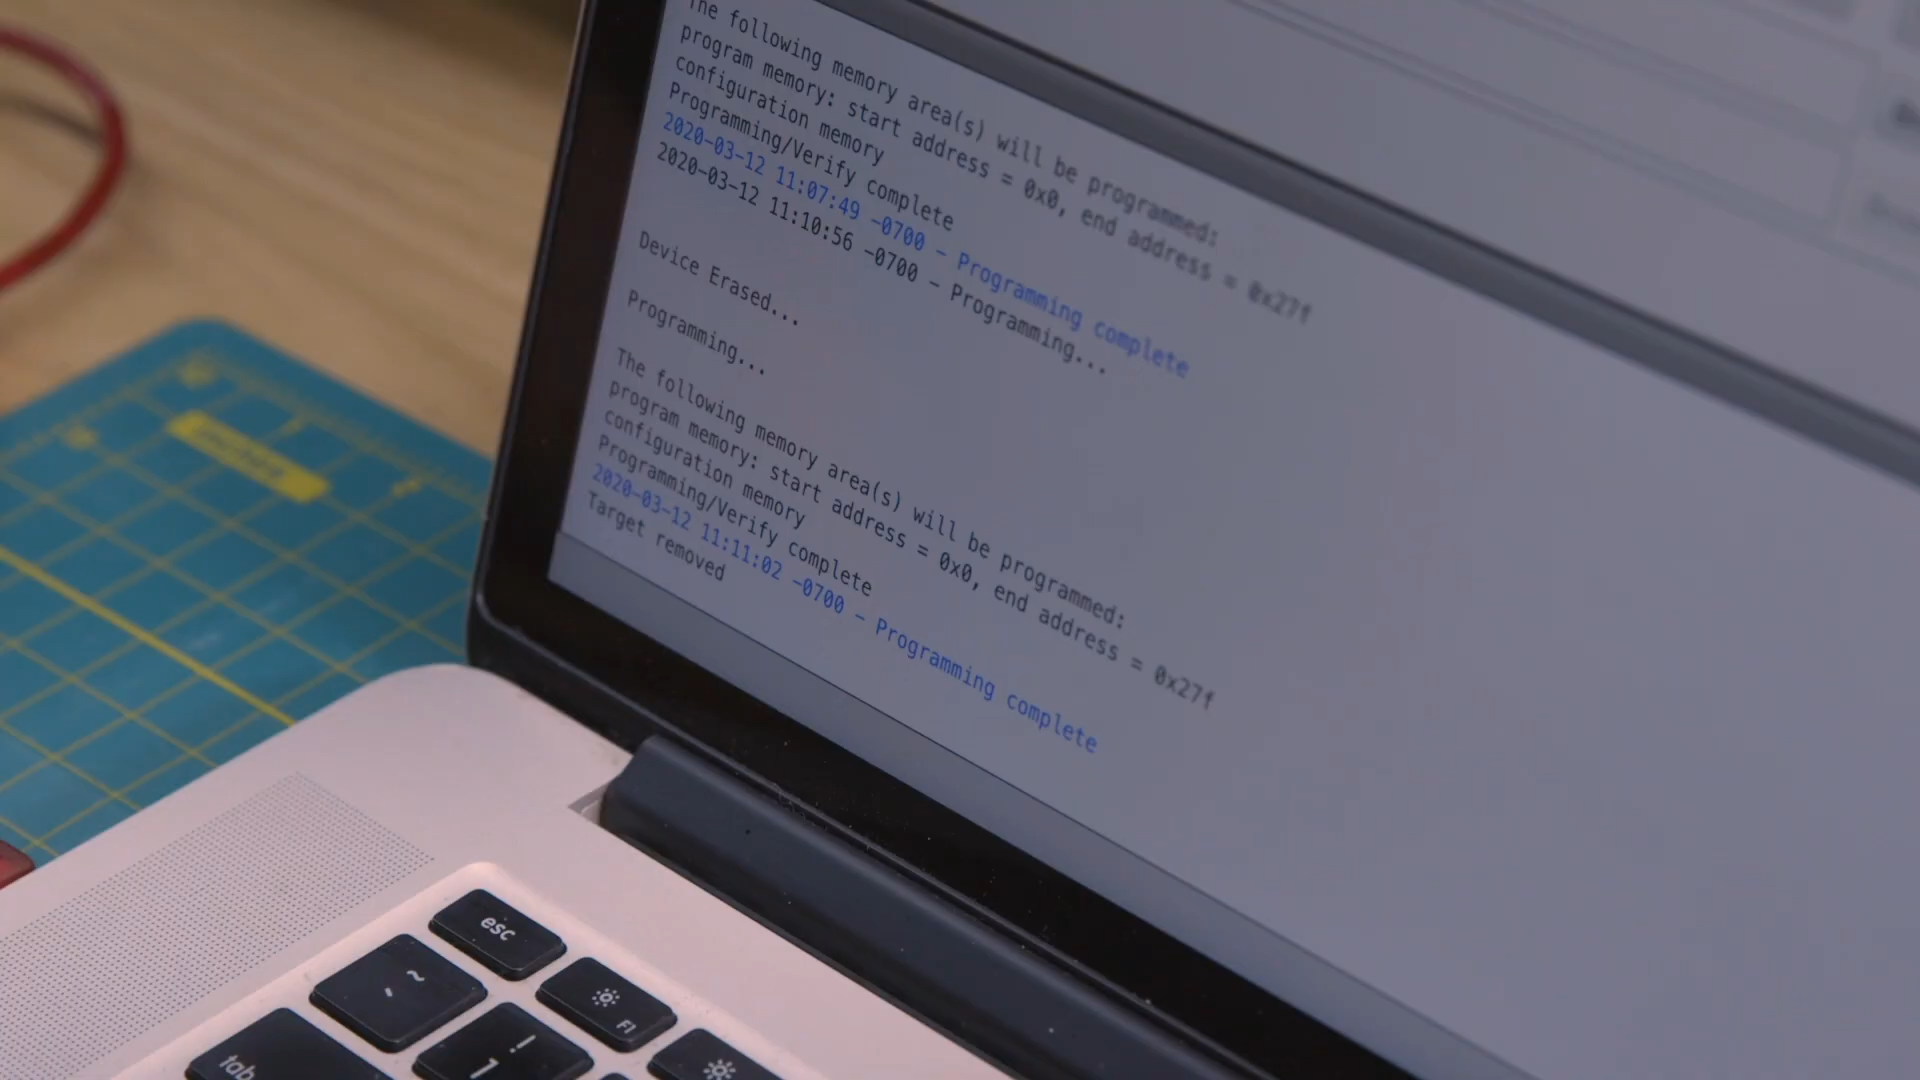 The following memory area(s) will be programmed:
program memory: start address = 0x0, end address = 0x27f
configuration memory
Programming/Verify complete
2020-03-12 11:07:49 -0700 - Programming complete
2020-03-12 11:10:56 -0700 - Programming...
Device Erased...
Programming...
The following memory area(s) will be programmed:
program memory: start address = 0x0, end address = 0x27f
configuration memory
Programming/Verify complete
2020-03-12 11:11:02 -0700 - Programming complete
Target removed
esc
~
`
F1
!
1
tab